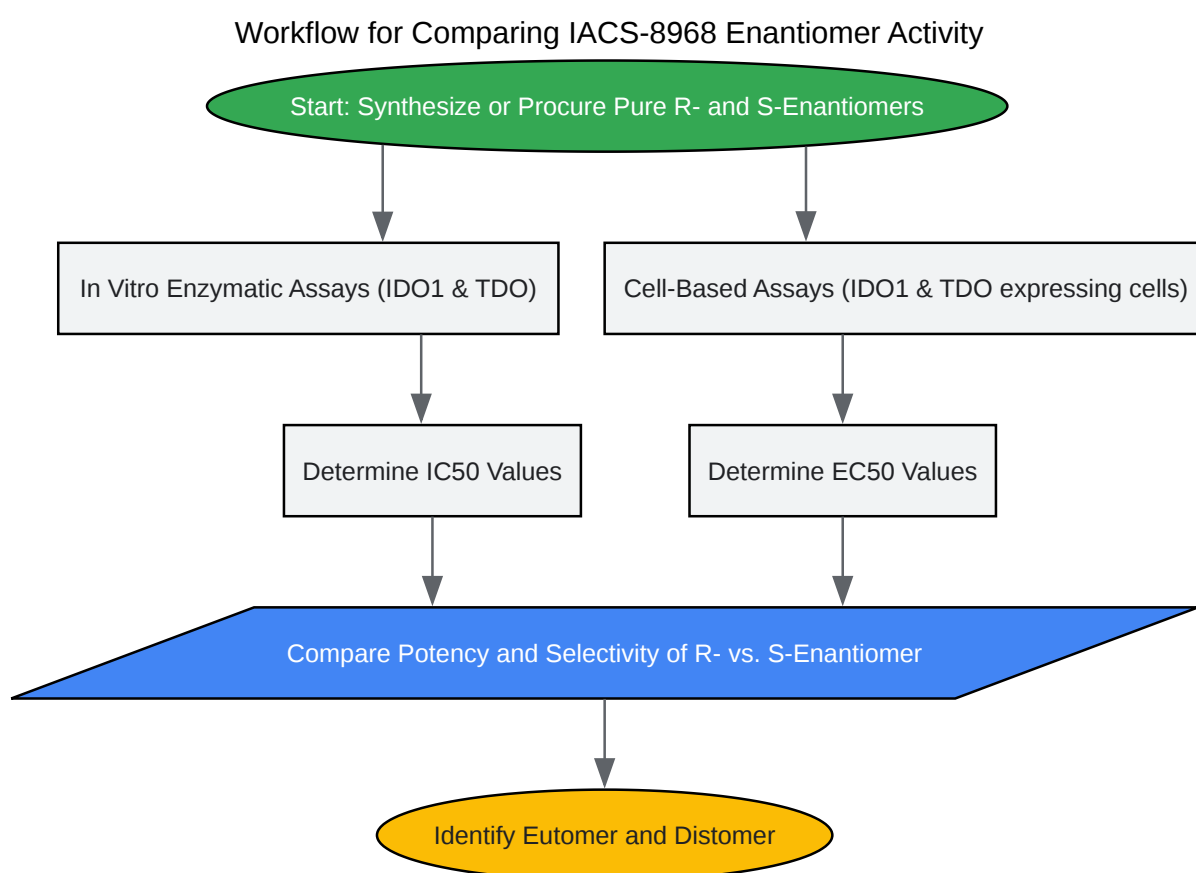 Workflow for Comparing IACS-8968 Enantiomer Activity
Start: Synthesize or Procure Pure R- and S-Enantiomers
In Vitro Enzymatic Assays (IDO1 & TDO)
Cell-Based Assays (IDO1 & TDO expressing cells)
Determine IC50 Values
Determine EC50 Values
Compare Potency and Selectivity of R- vs. S-Enantiomer
Identify Eutomer and Distomer